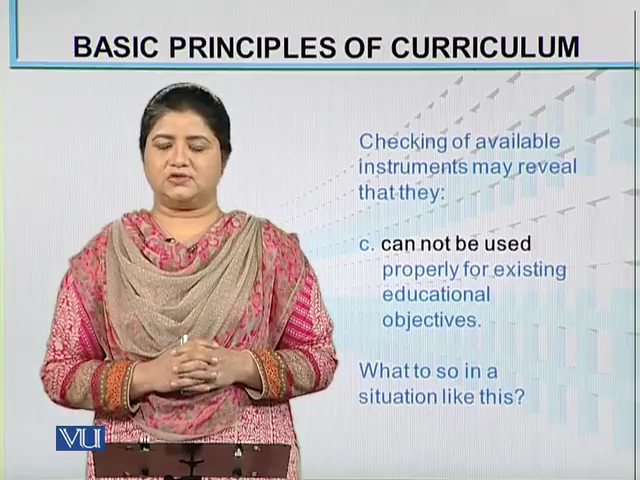 BASIC PRINCIPLES OF CURRICULUM
Checking of available
instruments may reveal
that they:
c. can not be used
properly for existing
educational
objectives.
What to so in a
situation like this?
VU